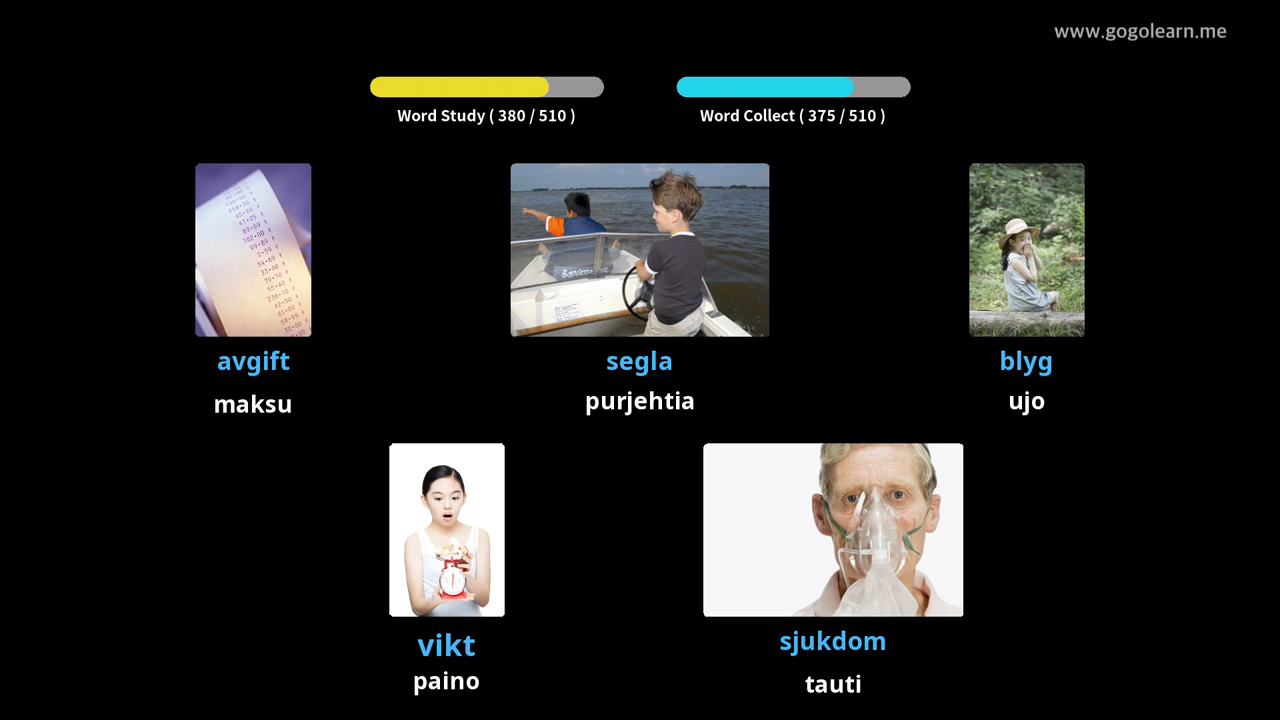 www.gogolearn.me
Word Study ( 380 / 510 )
Word Collect ( 375 / 510 )
avgift
maksu
segla
purjehtia
blyg
ujo
vikt
paino
sjukdom
tauti